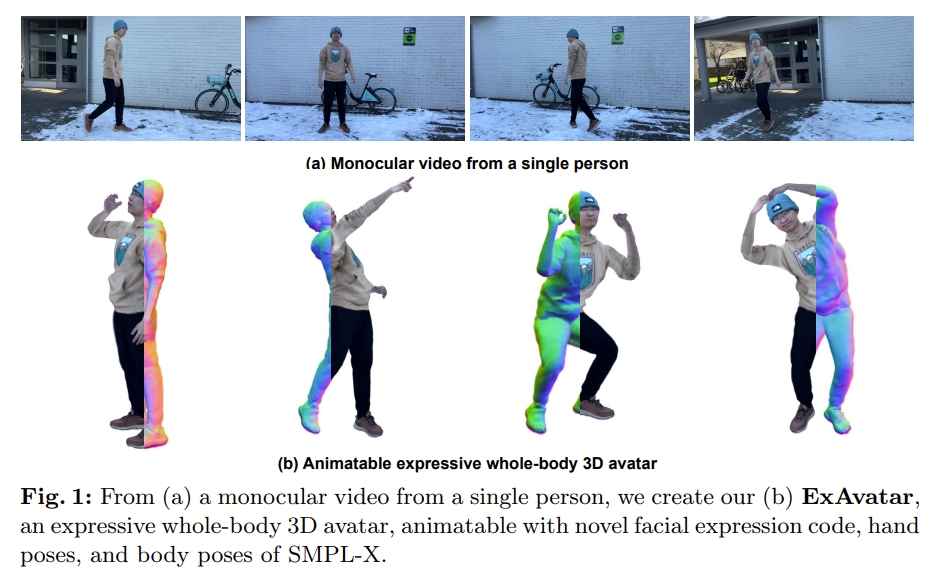 (a) Monocular video from a single person
(b) Animatable expressive whole-body 3D avatar
Fig. 1: From (a) a monocular video from a single person, we create our (b) ExAvatar,
an expressive whole-body 3D avatar, animatable with novel facial expression code, hand
poses, and body poses of SMPL-X.